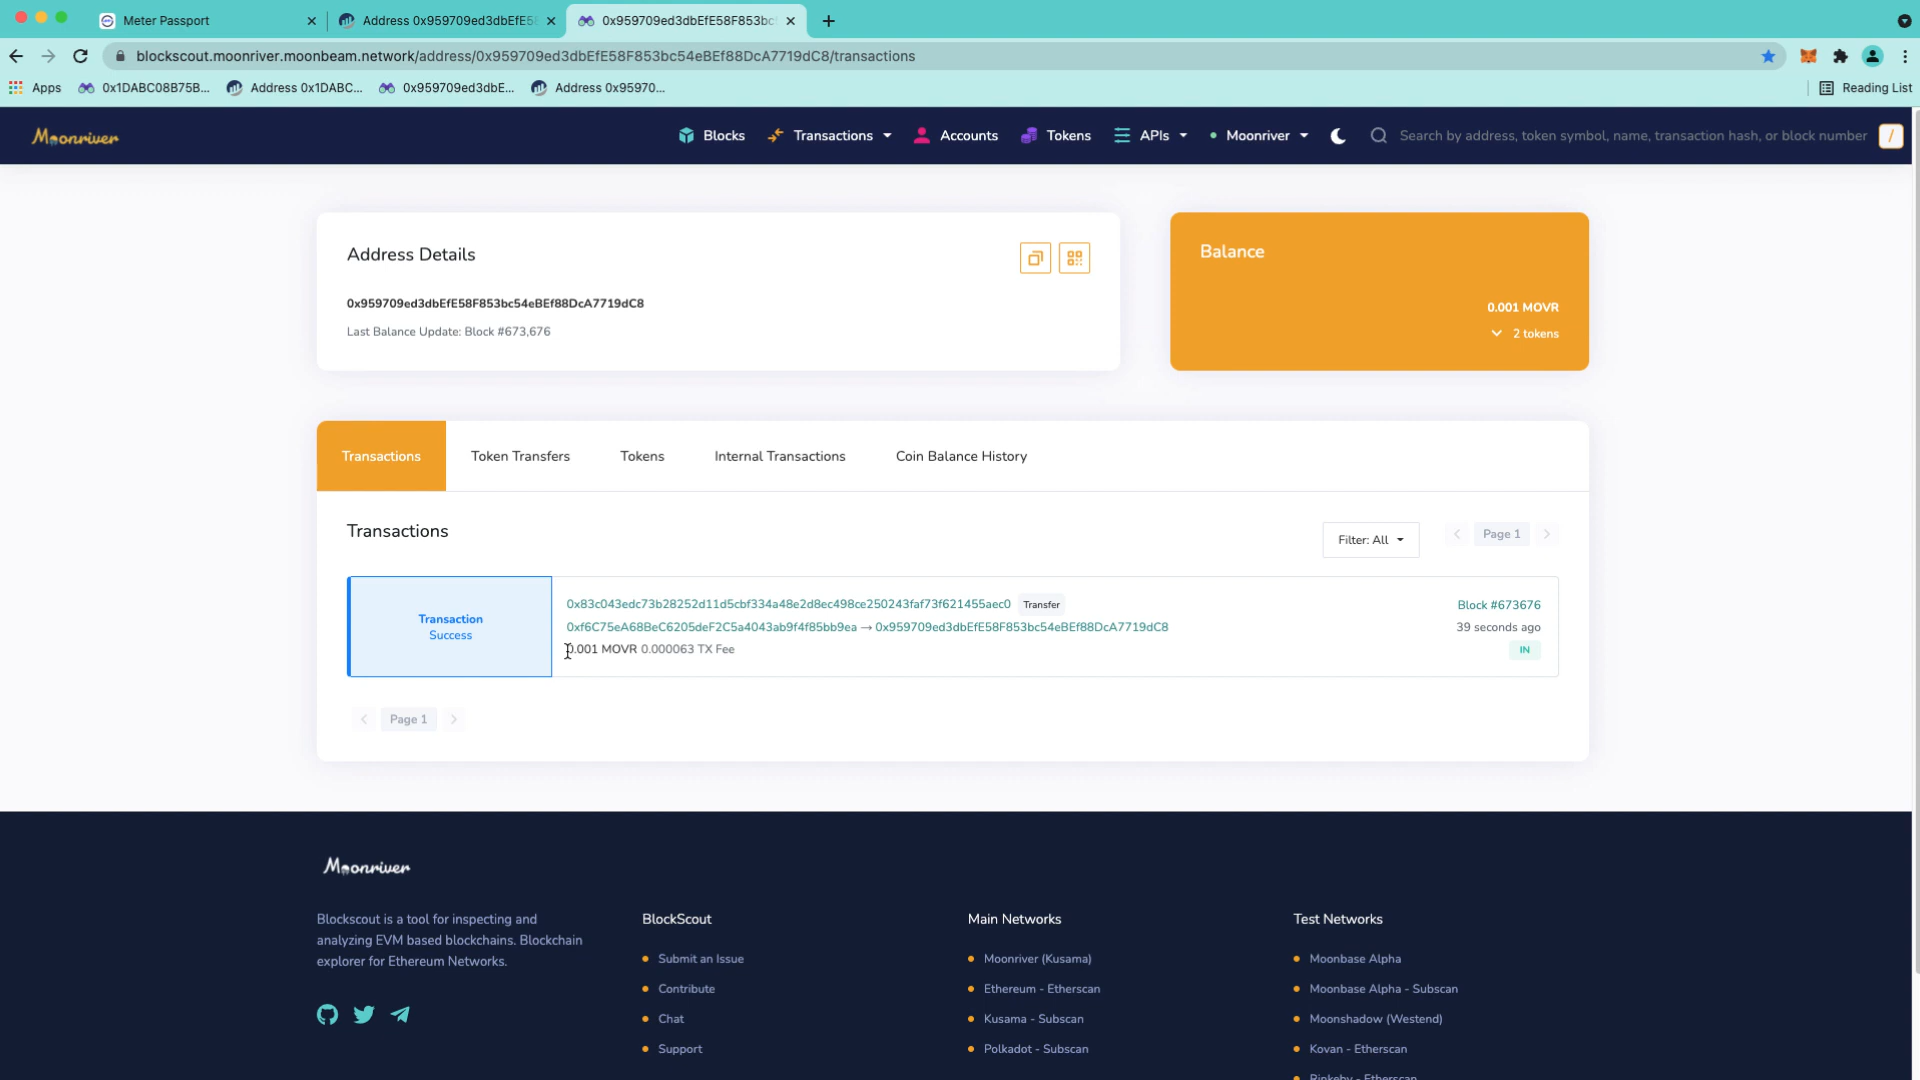 Meter Passport
Address 0x959709ed3dbEfE58
0x959709ed3dbEfE58F853bc
blockscout.moonriver.moonbeam.network/address/0x959709ed3dbEfE58F853bc54eBEf88DcA7719dC8/transactions
Apps
0x1DABC08B75B...
Address 0x1DABC...
0x959709ed3dbE...
Address 0x95970...
Reading List
Moonriver
Blocks
Transactions
Accounts
Tokens
APIs
Moonriver
Search by address, token symbol, name, transaction hash, or block number
/
Address Details
0x959709ed3dbEfE58F853bc54eBEf88DcA7719dC8
Last Balance Update: Block #673,676
Balance
0.001 MOVR
2 tokens
Transactions
Token Transfers
Tokens
Internal Transactions
Coin Balance History
Transactions
Filter: All
Page 1
Transaction
Success
0x83c043edc73b28252d11d5cbf334a48e2d8ec498ce250243faf73f621455aec0 Transfer
0xf6C75eA68BeC6205deF2C5a4043ab9f4f85bb9ea → 0x959709ed3dbEfE58F853bc54eBEf88DcA7719dC8
0.001 MOVR 0.000063 TX Fee
Block #673676
39 seconds ago
IN
Page 1
Moonriver
Blockscout is a tool for inspecting and
analyzing EVM based blockchains. Blockchain
explorer for Ethereum Networks.
BlockScout
Submit an Issue
Contribute
Chat
Support
Main Networks
Moonriver (Kusama)
Ethereum - Etherscan
Kusama - Subscan
Polkadot - Subscan
Test Networks
Moonbase Alpha
Moonbase Alpha - Subscan
Moonshadow (Westend)
Kovan - Etherscan
Rinkeby - Etherscan